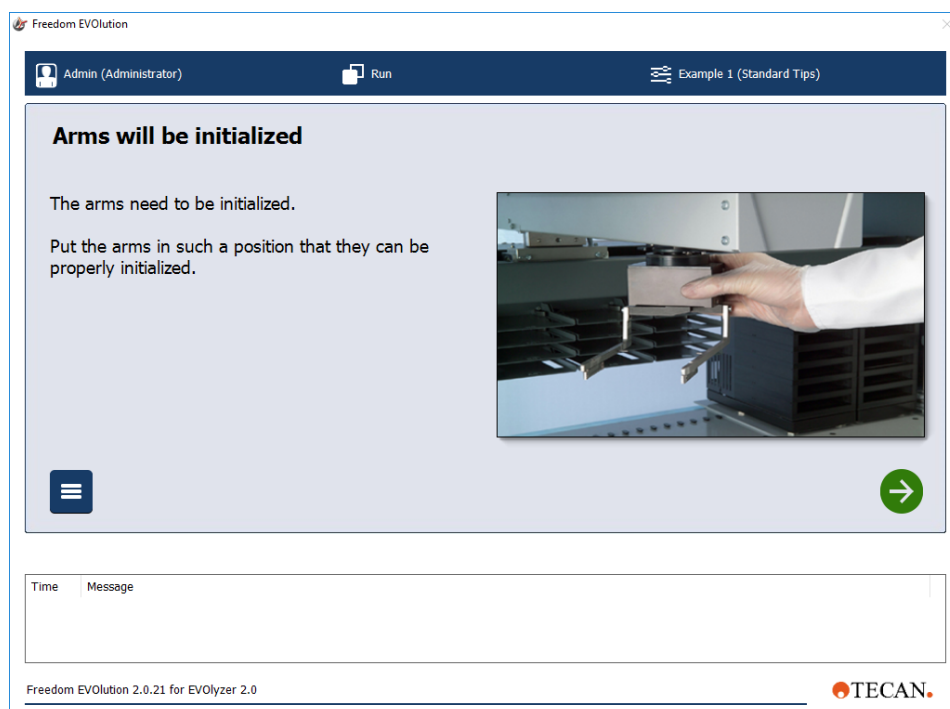 Freedom EVOlution
Admin (Administrator)
Run
Example 1 (Standard Tips)
Arms will be initialized
The arms need to be initialized.
Put the arms in such a position that they can be
properly initialized.
Time Message
Freedom EVOlution 2.0.21 for EVOlyzer 2.0
TECAN.